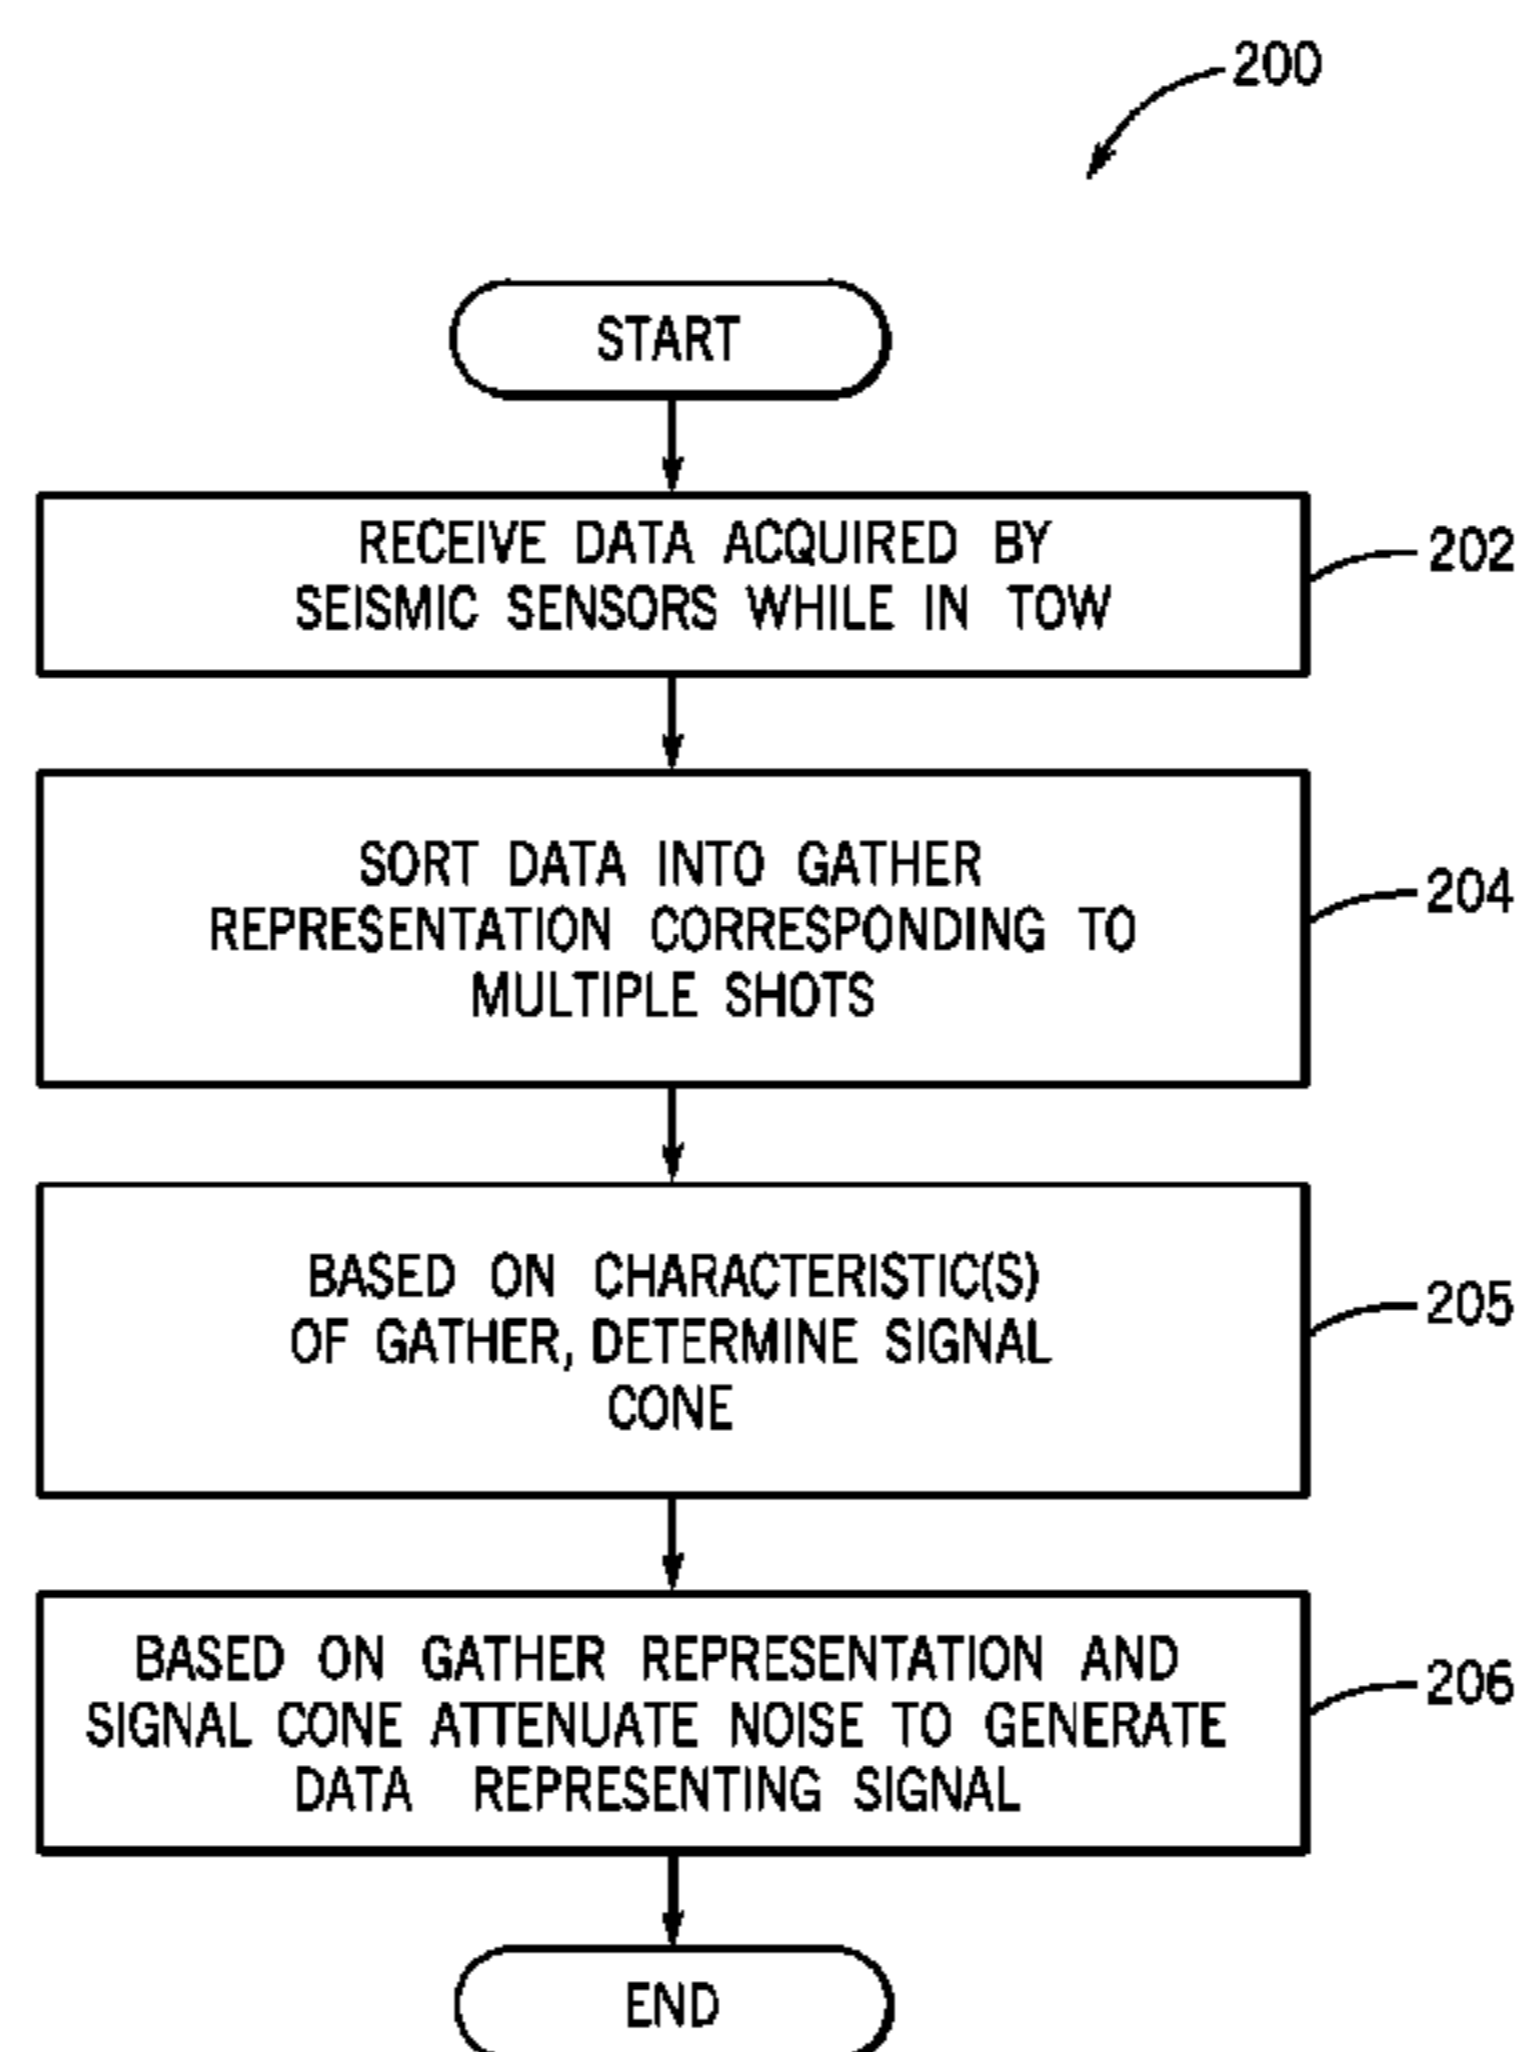 200
START
RECEIVE DATA ACQUIRED BY
SEISMIC SENSORS WHILE IN TOW
202
SORT DATA INTO GATHER
REPRESENTATION CORRESPONDING TO
MULTIPLE SHOTS
204
BASED ON CHARACTERISTIC(S)
OF GATHER, DETERMINE SIGNAL
CONE
205
BASED ON GATHER REPRESENTATION AND
SIGNAL CONE ATTENUATE NOISE TO GENERATE
DATA REPRESENTING SIGNAL
206
END